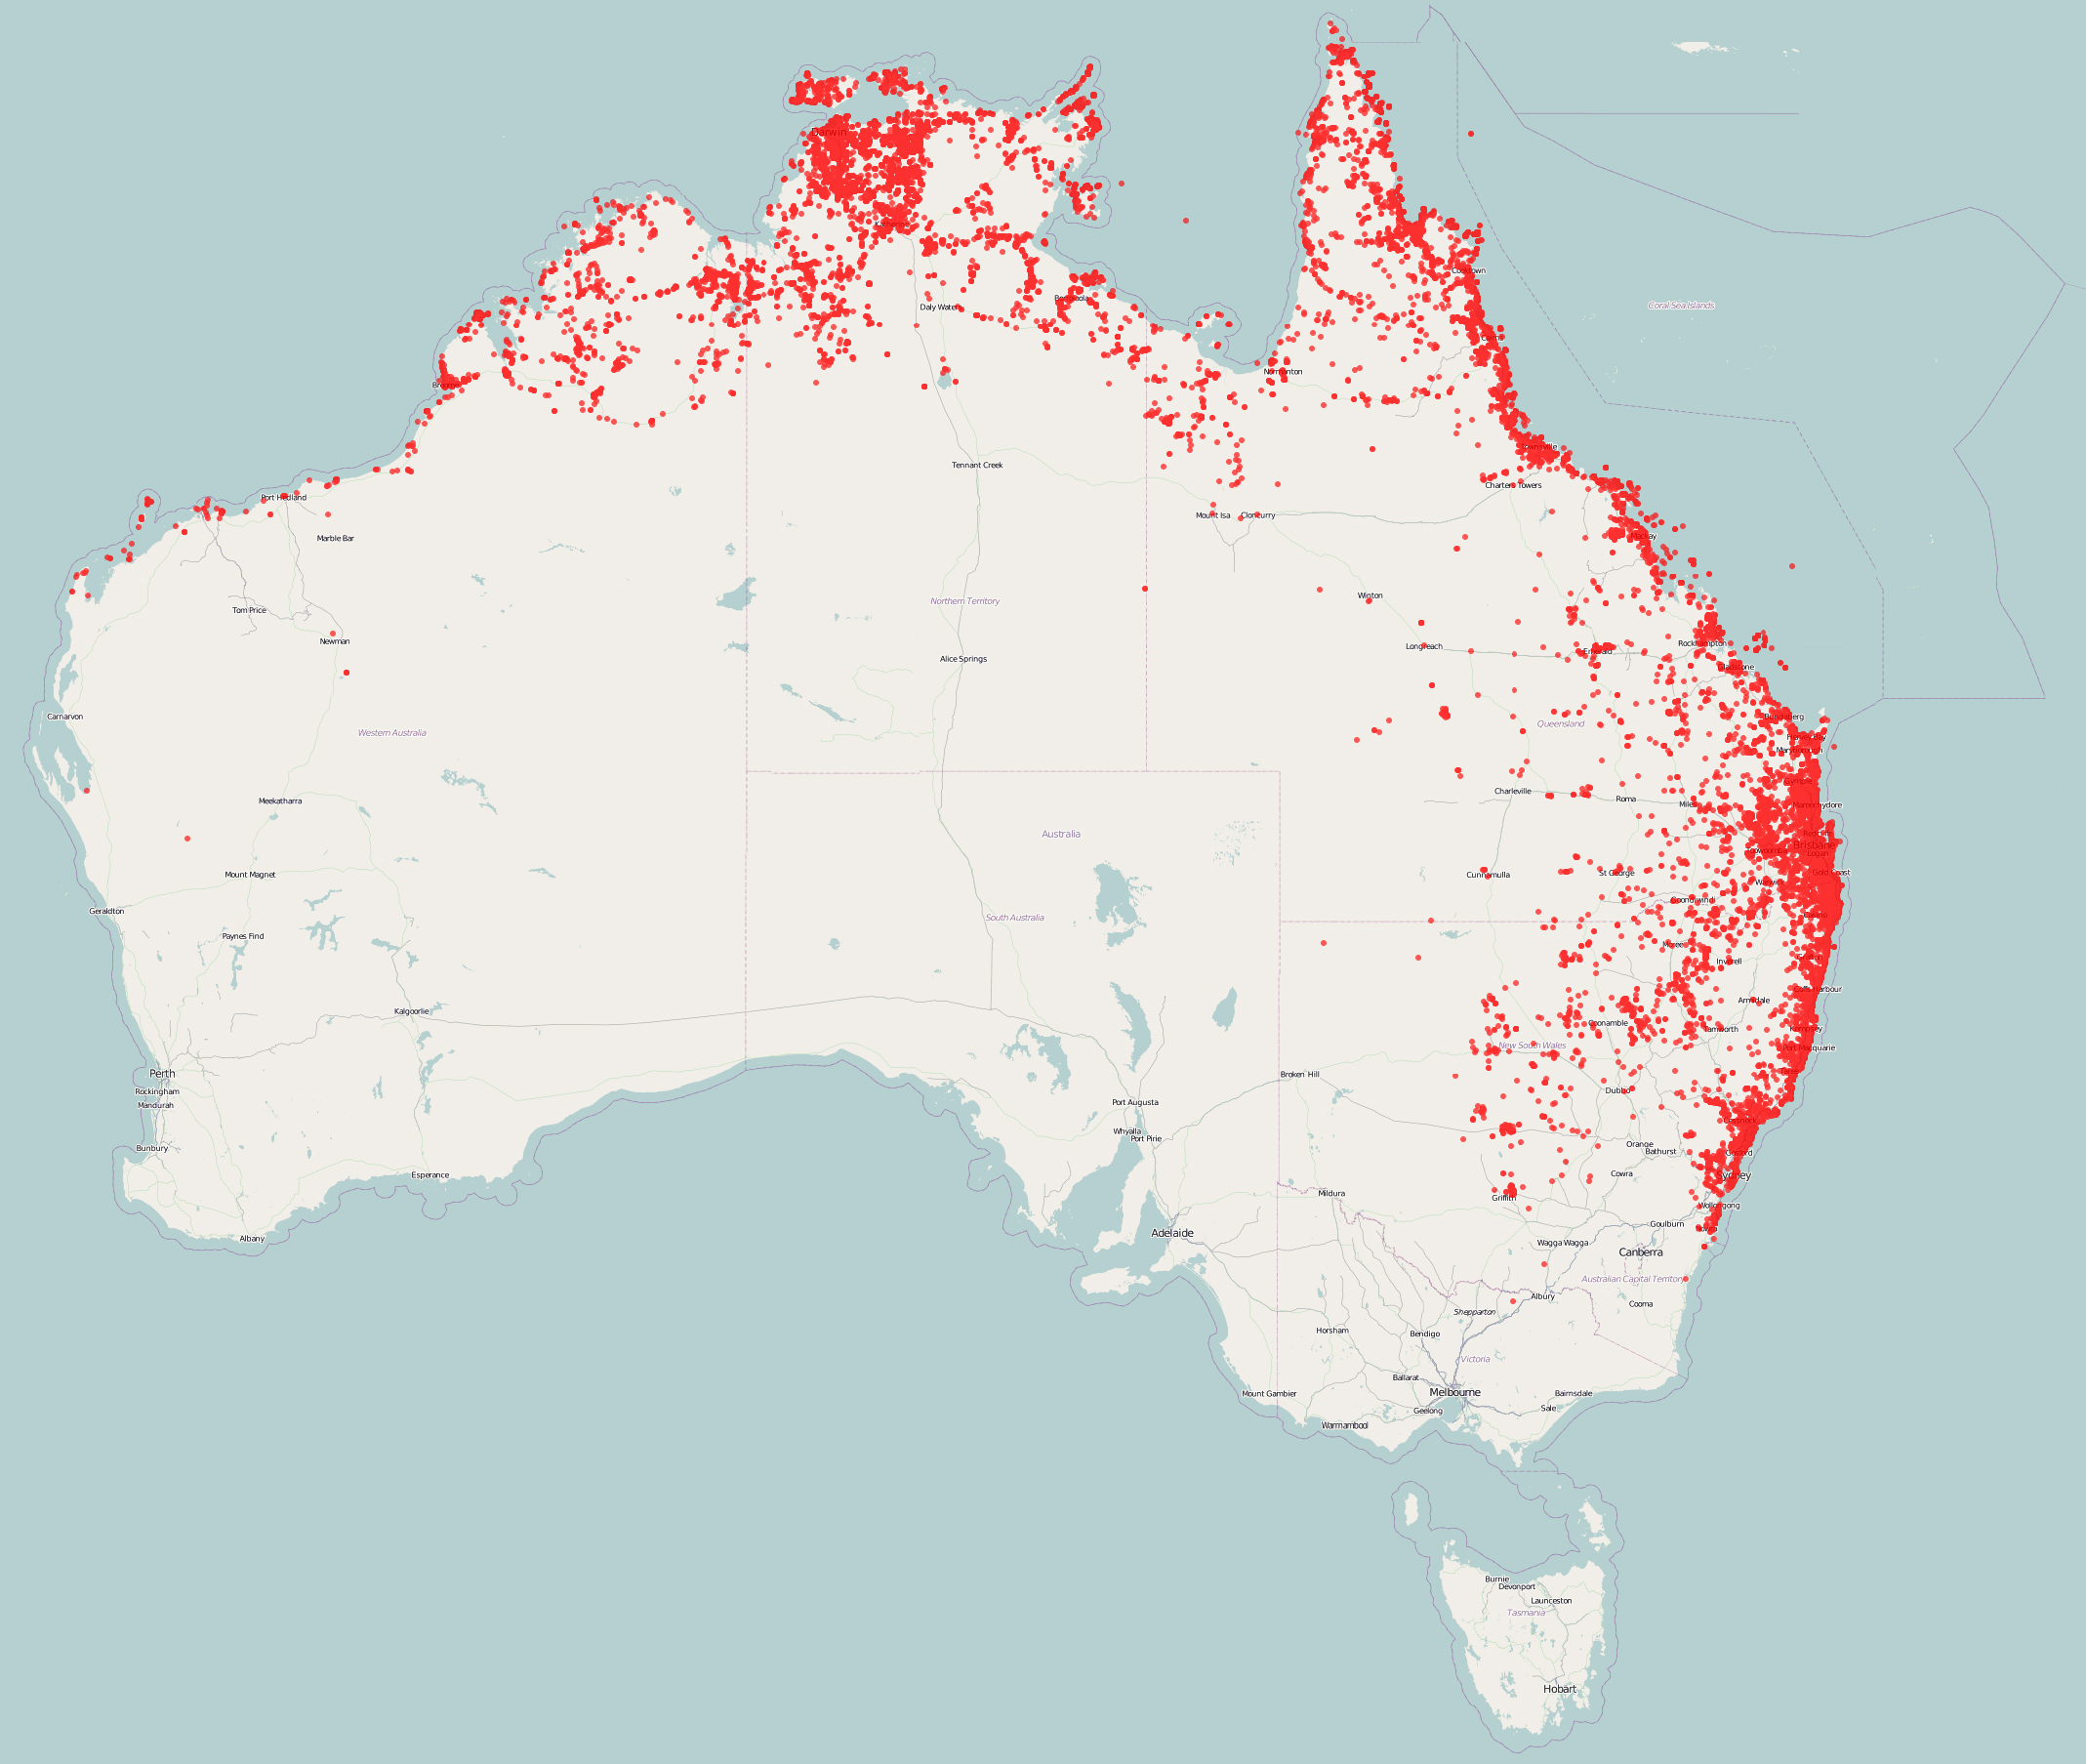 Darwin
Katherine
Cooktown
Daly Waters
Borroloola
Coral Sea Islands
Cairns
Normanton
Broome
Townsville
Tennant Creek
Charters Towers
Port Hedland
Mount Isa
Cloncurry
Marble Bar
Mackay
Winton
Northern Territory
Tom Price
Newman
Longreach
Rockhampton
Emerald
Alice Springs
Gladstone
Carnarvon
Bundaberg
Queensland
Western Australia
Hervey Bay
Maryborough
Gympie
Charleville
Roma
Meekatharra
Miles
Maroochydore
Australia
Redcliffe
Brisbane
Toowoomba
Logan
Mount Magnet
Cunnamulla
St George
Gold Coast
Warwick
Goondiwindi
Geraldton
South Australia
Casino
Paynes Find
Moree
Grafton
Inverell
Coffs Harbour
Armidale
Kalgoorlie
Coonamble
Tamworth
Kempsey
New South Wales
Port Macquarie
Perth
Broken Hill
Taree
Rockingham
Dubbo
Mandurah
Port Augusta
Cessnock
Whyalla
Port Pirie
Orange
Bunbury
Bathurst
Gosford
Esperance
Cowra
Sydney
Mildura
Griffith
Wollongong
Goulburn
Nowra
Adelaide
Albany
Wagga Wagga
Canberra
Australian Capital Territory
Albury
Cooma
Shepparton
Horsham
Bendigo
Victoria
Ballarat
Mount Gambier
Melbourne
Bairnsdale
Geelong
Sale
Warrnambool
Burnie
Devonport
Launceston
Tasmania
Hobart